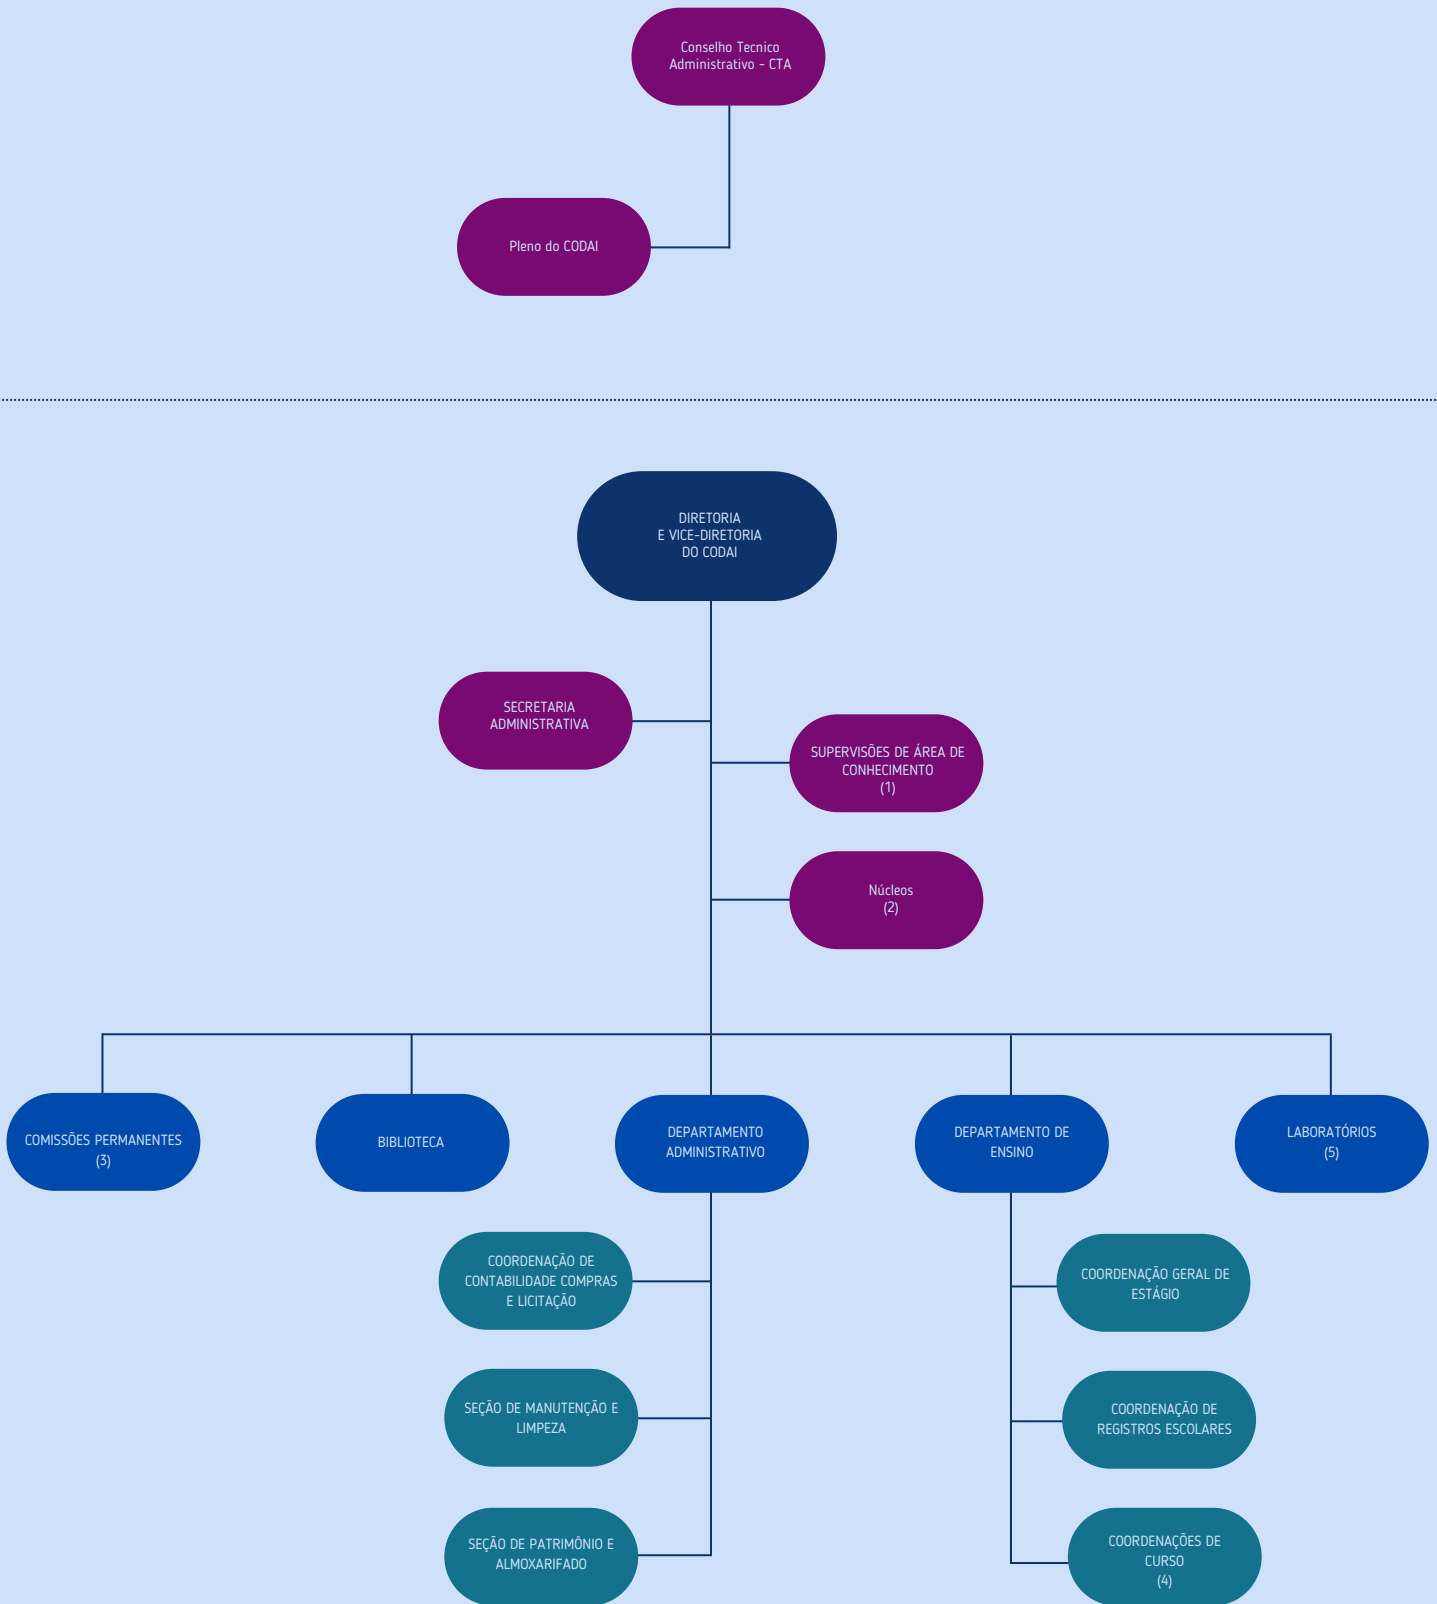 Conselho Tecnico
Administrativo - CTA
Pleno do CODAI
DIRETORIA
E VICE-DIRETORIA
DO CODAI
SECRETARIA
ADMINISTRATIVA
SUPERVISÕES DE ÁREA DE
CONHECIMENTO
(1)
Núcleos
(2)
COMISSÕES PERMANENTES
(3)
BIBLIOTECA
DEPARTAMENTO
ADMINISTRATIVO
DEPARTAMENTO DE
ENSINO
LABORATÓRIOS
(5)
COORDENAÇÃO DE
CONTABILIDADE COMPRAS
E LICITAÇÃO
COORDENAÇÃO GERAL DE
ESTÁGIO
SEÇÃO DE MANUTENÇÃO E
LIMPEZA
COORDENAÇÃO DE
REGISTROS ESCOLARES
SEÇÃO DE PATRIMÔNIO E
ALMOXARIFADO
COORDENAÇÕES DE
CURSO
(4)